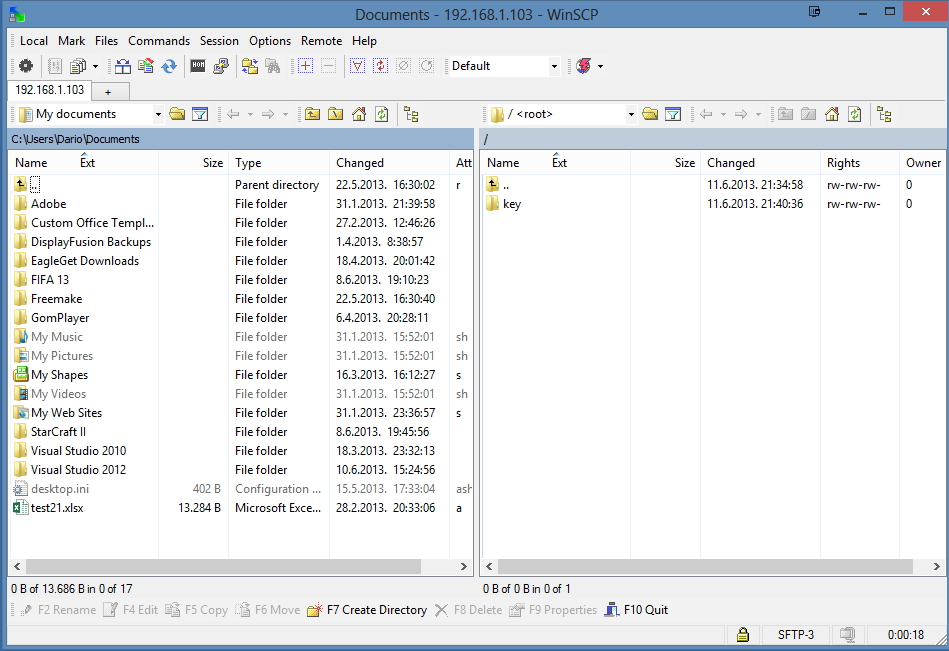 Documents - 192.168.1.103 - WinSCP
Local Mark Files Commands Session Options Remote Help
Default
192.168.1.103 +
My documents / <root>
C:\Users\Dario\Documents /
Name Ext Size Type Changed Att Name Ext Size Changed Rights Owner
.. Parent directory 22.5.2013. 16:30:02 r .. 11.6.2013. 21:34:58 rw-rw-rw- 0
Adobe File folder 31.1.2013. 21:39:58 key 11.6.2013. 21:40:36 rw-rw-rw- 0
Custom Office Templ... File folder 27.2.2013. 12:46:26
DisplayFusion Backups File folder 1.4.2013. 8:38:57
EagleGet Downloads File folder 18.4.2013. 20:01:42
FIFA 13 File folder 8.6.2013. 19:10:23
Freemake File folder 22.5.2013. 16:30:40
GomPlayer File folder 6.4.2013. 20:28:11
My Music File folder 31.1.2013. 15:52:01 sh
My Pictures File folder 31.1.2013. 15:52:01 sh
My Shapes File folder 16.3.2013. 16:12:27 s
My Videos File folder 31.1.2013. 15:52:01 sh
My Web Sites File folder 31.1.2013. 23:36:57 s
StarCraft II File folder 8.6.2013. 19:45:56
Visual Studio 2010 File folder 18.3.2013. 23:32:13
Visual Studio 2012 File folder 10.6.2013. 15:24:56
desktop.ini 402 B Configuration ... 15.5.2013. 17:33:04 ash
test21.xlsx 13.284 B Microsoft Exce... 28.2.2013. 20:33:06 a
0 B of 13.686 B in 0 of 17 0 B of 0 B in 0 of 1
F2 Rename F4 Edit F5 Copy F6 Move F7 Create Directory F8 Delete F9 Properties F10 Quit
SFTP-3 0:00:18